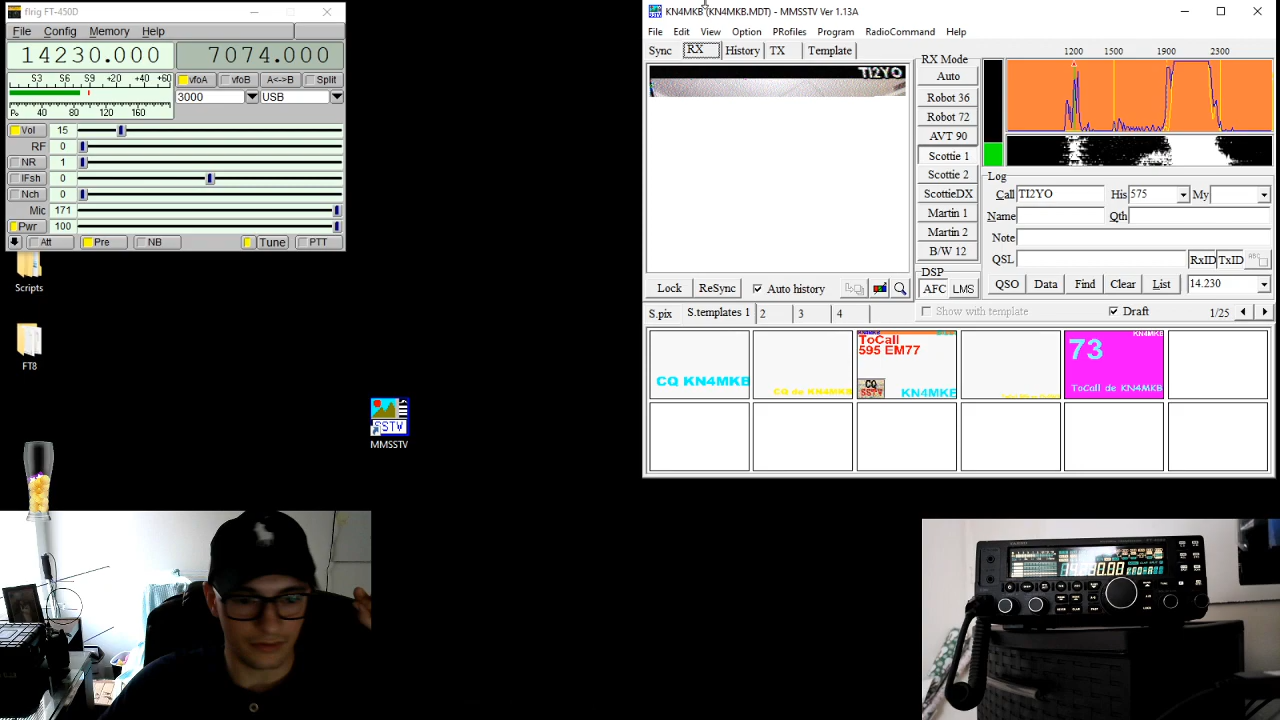 flrig FT-450D
File Config Memory Help
14230.000 7074.000
S3 S6 S9 +20 +40 +60
Po 40 80 120 160
vfoA vfoB A<->B Split
3000 USB
Vol 15
RF 0
NR 1
IFsh 0
Nch 0
Mic 171
Pwr 100
Att Pre NB Tune PTT
Scripts
FT8
SSTV
MMSSTV
KN4MKB (KN4MKB.MDT) - MMSSTV Ver 1.13A
File Edit View Option PRofiles Program RadioCommand Help
Sync RX History TX Template
TI2YO
Lock ReSync Auto history
RX Mode
Auto
Robot 36
Robot 72
AVT 90
Scottie 1
Scottie 2
ScottieDX
Martin 1
Martin 2
B/W 12
DSP
AFC LMS
1200 1500 1900 2300
Log
Call TI2YO His 575 My
Name Qth
Note
QSL RxID TxID
QSO Data Find Clear List 14.230
S.pix S.templates 1 2 3 4
Show with template Draft 1/25
CQ KN4MKB
CQ de KN4MKB
ToCall
595 EM77
CQ
SSTV
KN4MKB
KN4MKB
73
ToCall de KN4MKB